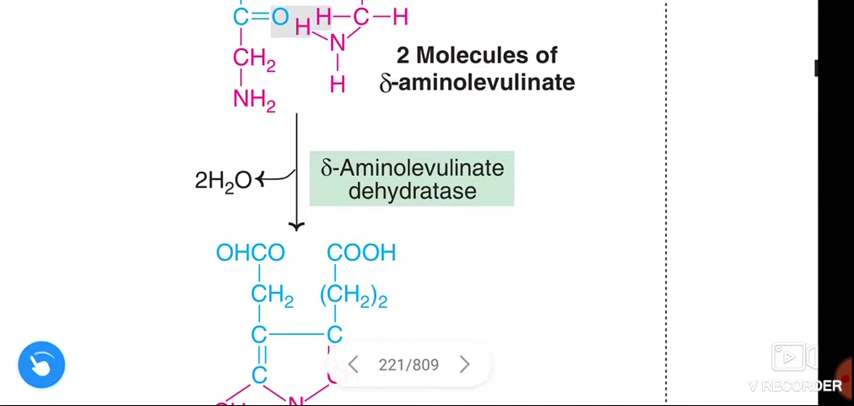 C=O H H–C–H
CH2 N
NH2 H
2 Molecules of
δ-aminolevulinate
2H2O
δ-Aminolevulinate
dehydratase
OHCO COOH
CH2 (CH2)2
C C
C
N
221/809
V RECORDER